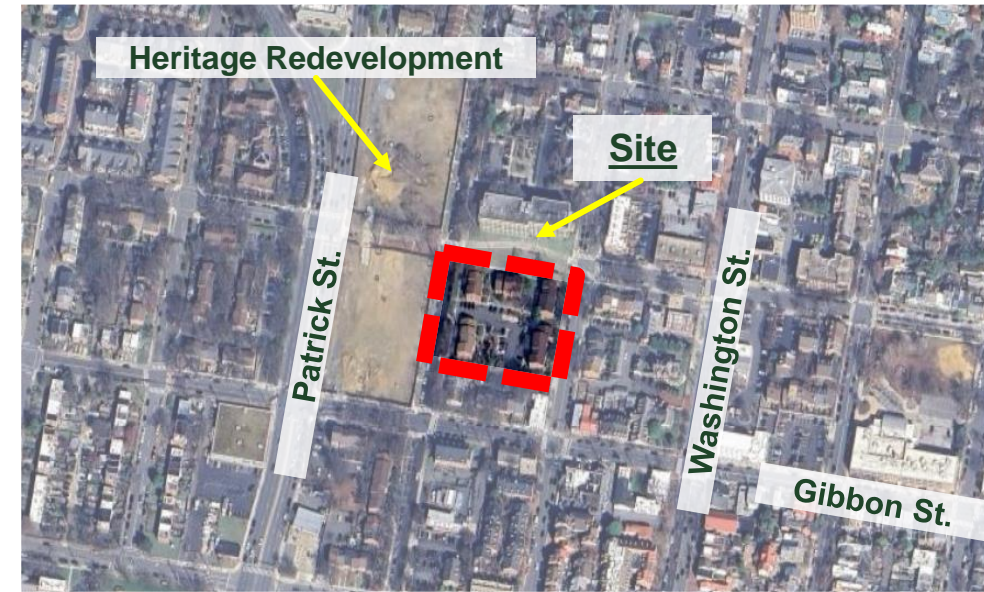 Heritage Redevelopment
Site
Patrick St.
Washington St.
Gibbon St.